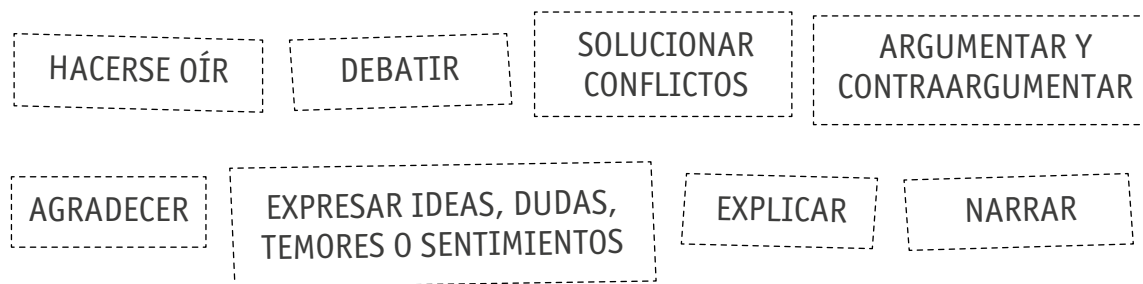 HACERSE OÍR
DEBATIR
SOLUCIONAR
CONFLICTOS
ARGUMENTAR Y
CONTRAARGUMENTAR
AGRADECER
EXPRESAR IDEAS, DUDAS,
TEMORES O SENTIMIENTOS
EXPLICAR
NARRAR